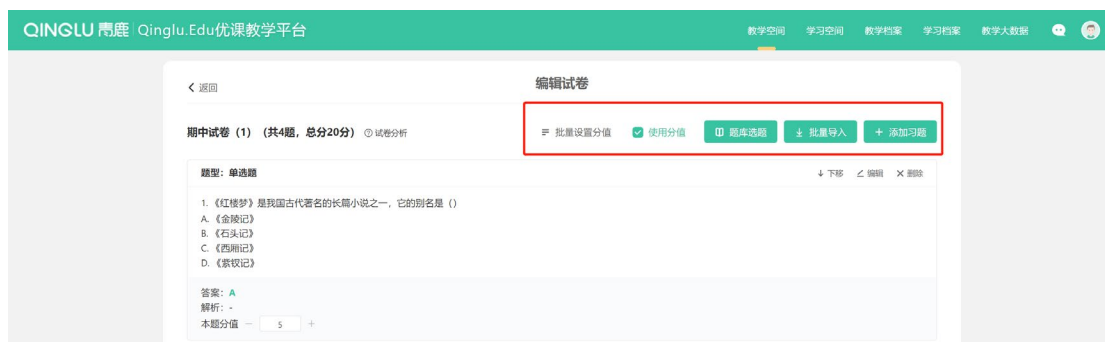 QINGLU 青鹿 Qinglu.Edu优课教学平台 教学空间 学习空间 教学档案 学习档案 教学大数据
返回 编辑试卷
期中试卷（1）（共4题，总分20分） 试卷分析 批量设置分值 使用分值 题库选题 批量导入 添加习题
题型：单选题 下移 编辑 删除
1. 《红楼梦》是我国古代著名的长篇小说之一，它的别名是（）
A. 《金陵记》
B. 《石头记》
C. 《西厢记》
D. 《紫钗记》
答案：A
解析：-
本题分值 - 5 +